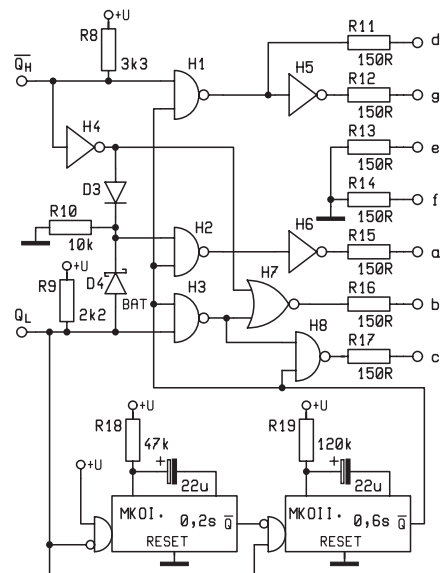 +U
R8
3k3
H1
R11
150R
d
Q̅H
H5
R12
150R
g
H4
R13
150R
e
D3
R14
150R
f
R10
10k
H2
H6
R15
150R
a
+U
D4
BAT
H3
H7
R16
150R
b
R9
2k2
QL
H8
R17
150R
c
+U
R18
47k
+
22u
+U
R19
120k
+
22u
+U
MKOI.
0,2s
Q̅
RESET
MKOII.
0,6s
Q̅
RESET